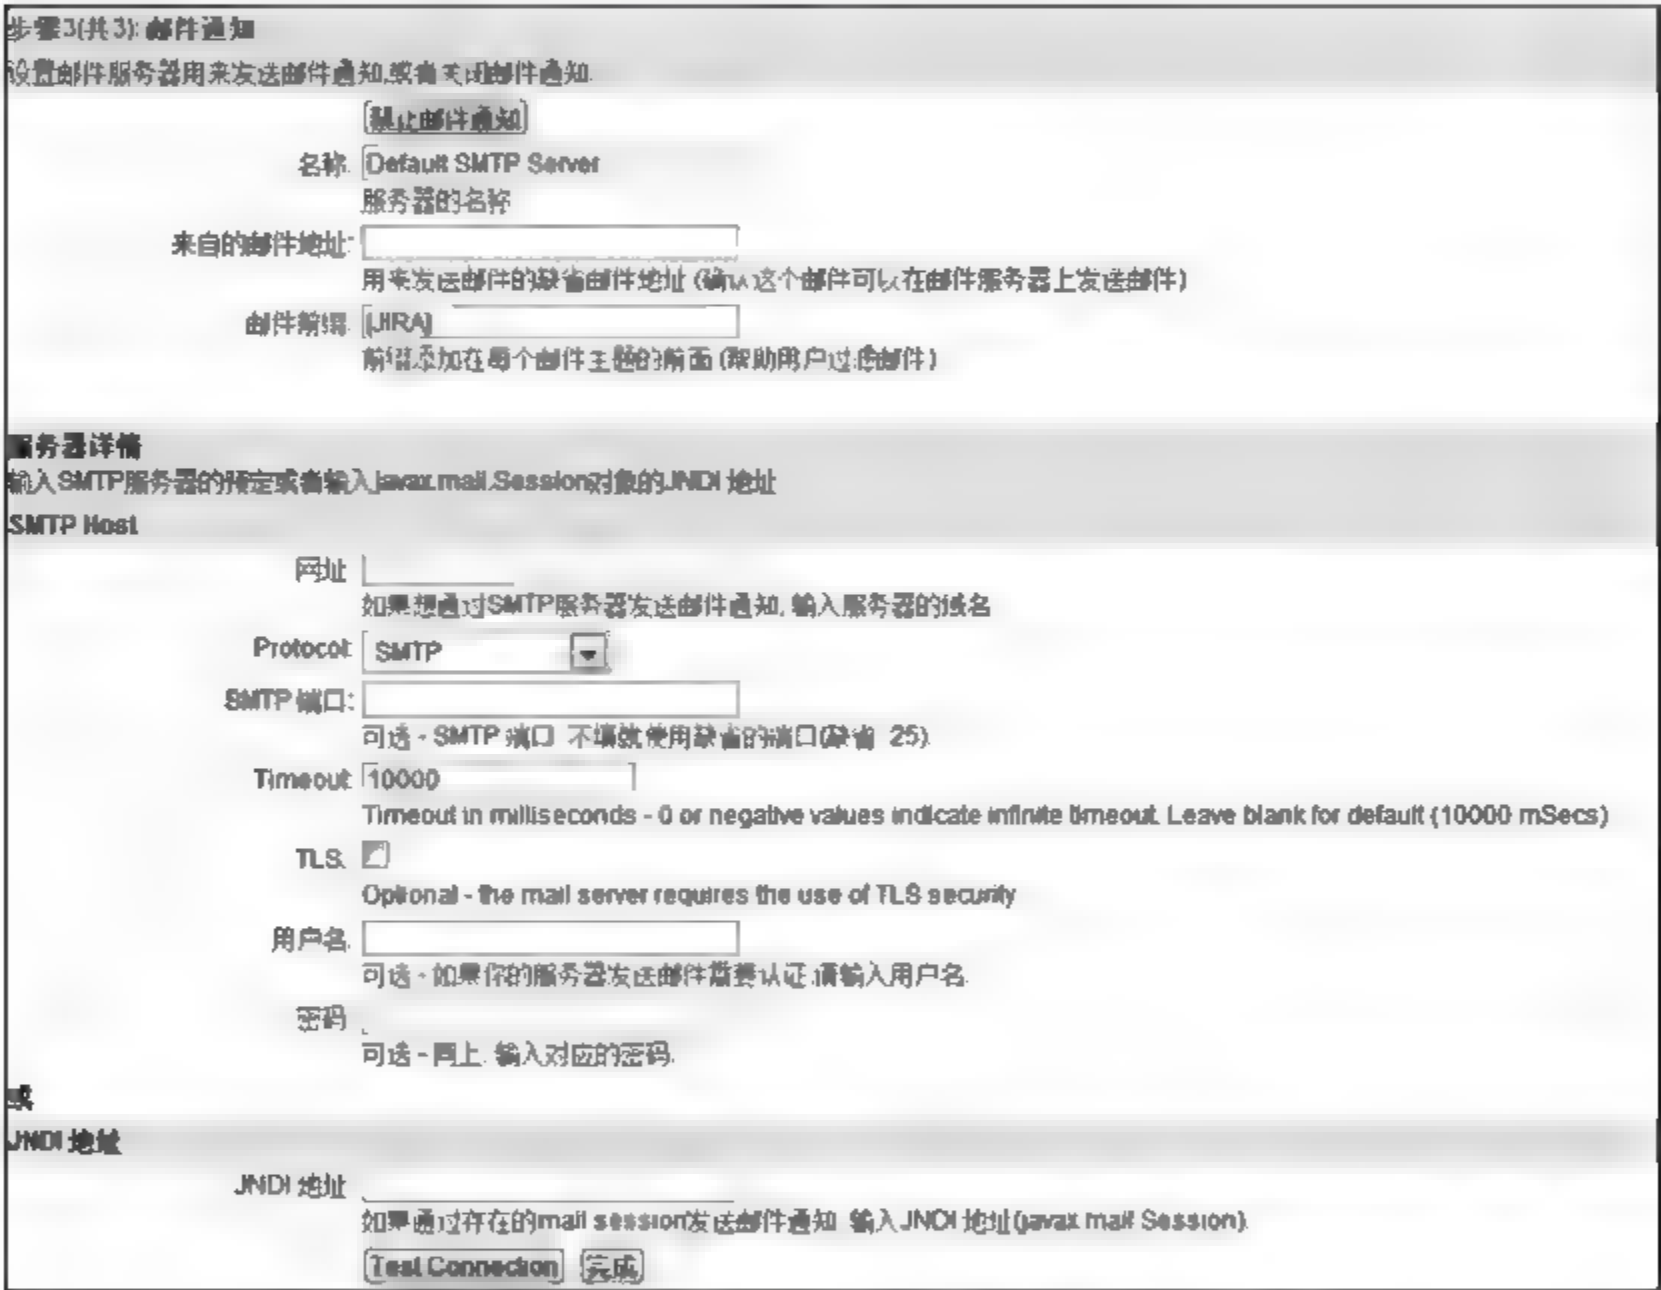 步骤3(共3): 邮件通知
设置邮件服务器用来发送邮件通知,或者关闭邮件通知.
禁止邮件通知
名称: Default SMTP Server
服务器的名称
来自的邮件地址:
用来发送邮件的缺省邮件地址 (确认这个邮件可以在邮件服务器上发送邮件)
邮件前缀: [JIRA]
前缀添加在每个邮件主题的前面 (帮助用户过滤邮件)
服务器详情
输入SMTP服务器的预定或者输入javax.mail.Session对象的JNDI 地址
SMTP Host
网址
如果想通过SMTP服务器发送邮件通知, 输入服务器的域名
Protocol: SMTP
SMTP 端口:
可选 - SMTP 端口 不填就使用缺省的端口(缺省 25).
Timeout: 10000
Timeout in milliseconds - 0 or negative values indicate infinite timeout. Leave blank for default (10000 mSecs)
TLS:
Optional - the mail server requires the use of TLS security
用户名:
可选 - 如果你的服务器发送邮件需要认证,请输入用户名.
密码
可选 - 同上, 输入对应的密码.
或
JNDI 地址
JNDI 地址
如果通过存在的mail session发送邮件通知 输入JNDI 地址(javax mail Session).
Test Connection 完成